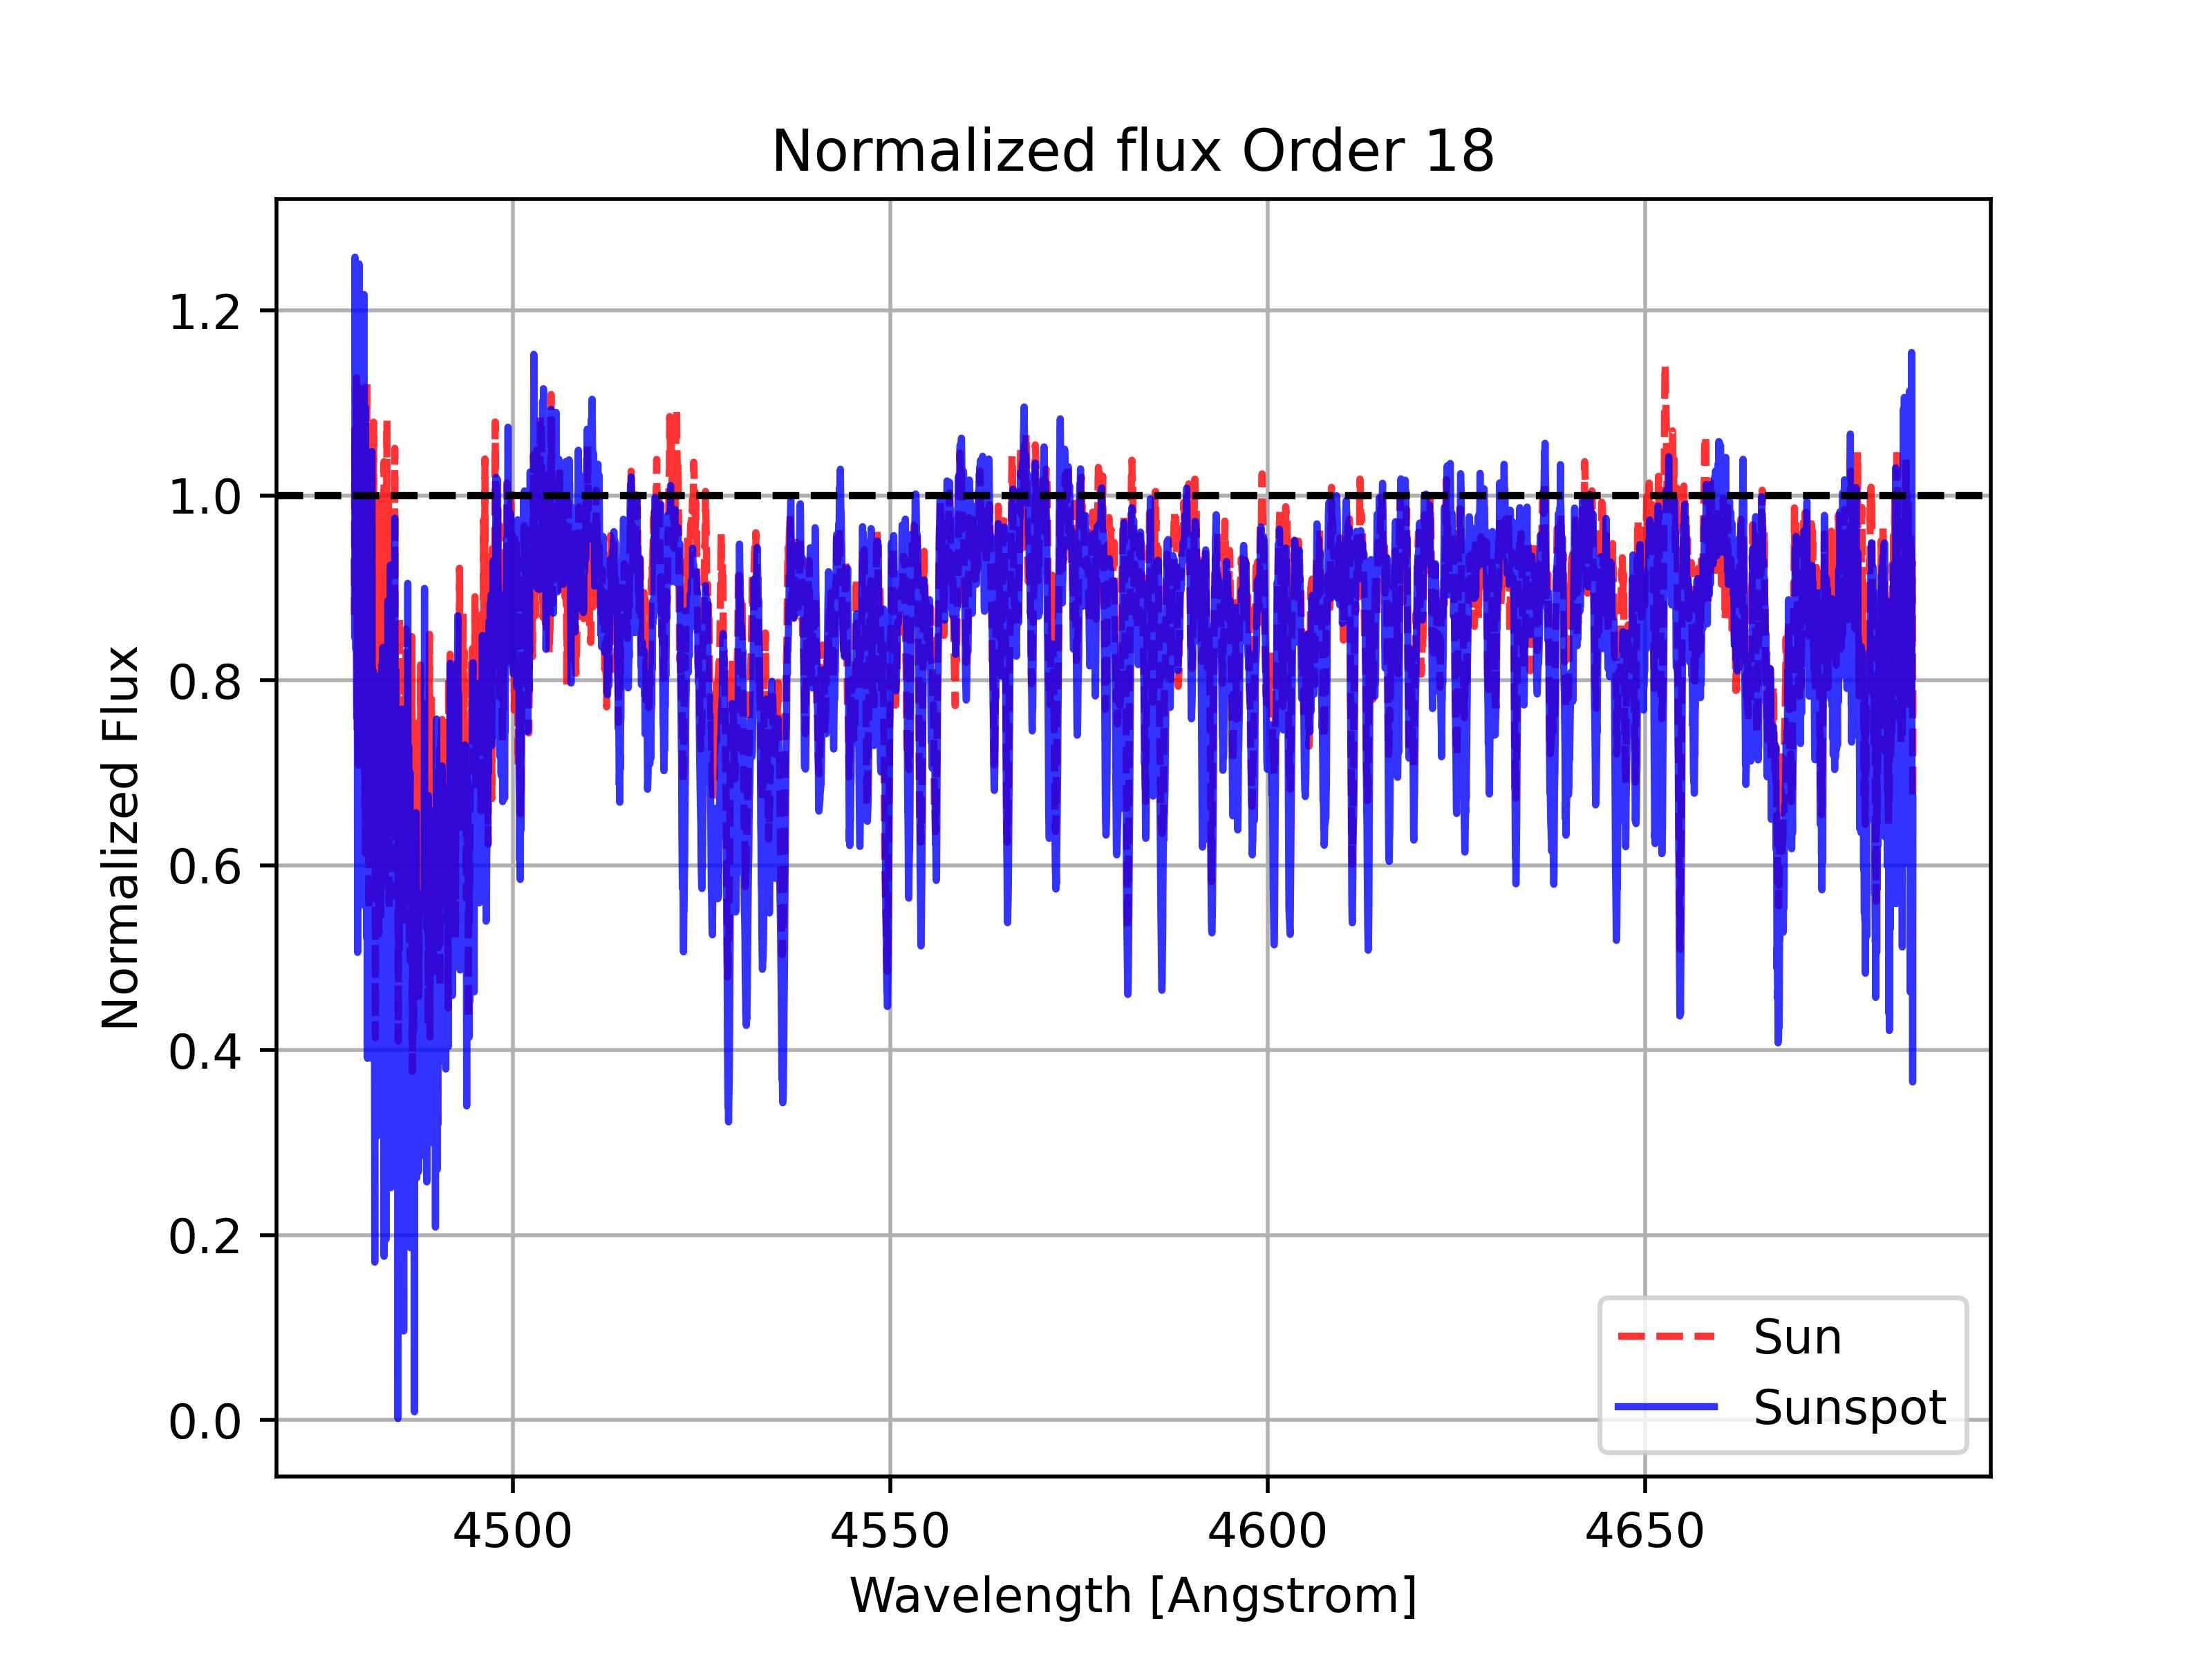 Normalized flux Order 18
Normalized Flux
1.2
1.0
0.8
0.6
0.4
0.2
0.0
Sun
Sunspot
4500 4550 4600 4650
Wavelength [Angstrom]